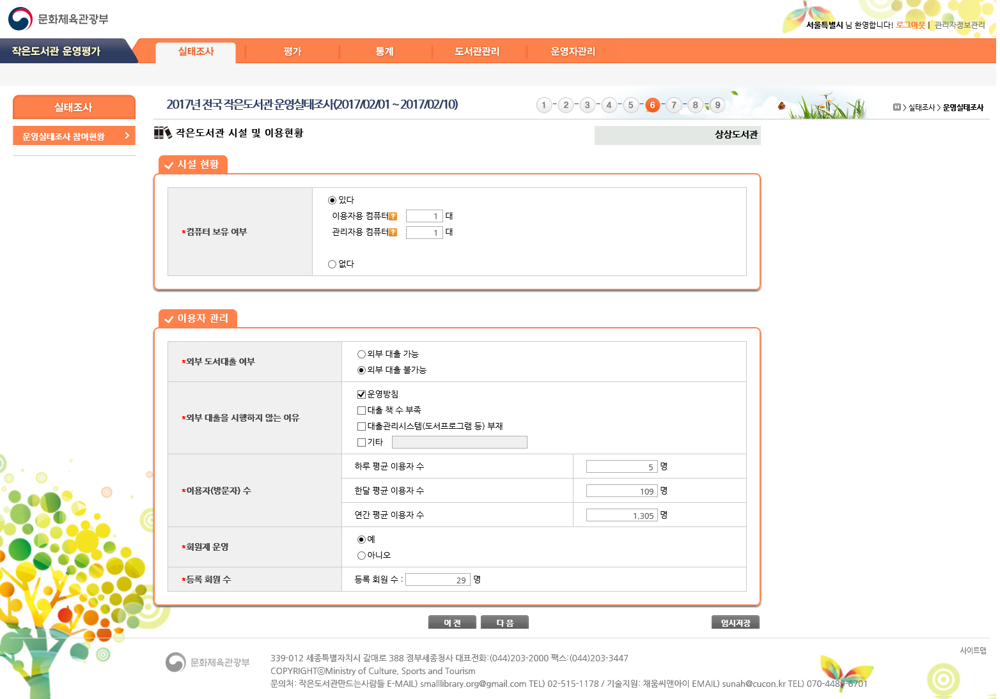 문화체육관광부
서울특별시 님 환영합니다! 로그아웃 | 관리자정보관리
작은도서관 운영평가
실태조사 평가 통계 도서관관리 운영자관리
실태조사
운영실태조사 참여현황
2017년 전국 작은도서관 운영실태조사(2017/02/01 ~ 2017/02/10)
1 - 2 - 3 - 4 - 5 - 6 - 7 - 8 - 9
> 실태조사 > 운영실태조사
작은도서관 시설 및 이용현황
상상도서관
시설 현황
*컴퓨터 보유 여부
있다
이용자용 컴퓨터? 1 대
관리자용 컴퓨터? 1 대
없다
이용자 관리
*외부 도서대출 여부
외부 대출 가능
외부 대출 불가능
*외부 대출을 시행하지 않는 이유
운영방침
대출 책 수 부족
대출관리시스템(도서프로그램 등) 부재
기타
*이용자(방문자) 수
하루 평균 이용자 수 5 명
한달 평균 이용자 수 109 명
연간 평균 이용자 수 1,305 명
*회원제 운영
예
아니오
*등록 회원 수
등록 회원 수 : 29 명
이 전 다 음 임시저장
사이트맵
문화체육관광부
339-012 세종특별자치시 갈매로 388 정부세종청사 대표전화:(044)203-2000 팩스:(044)203-3447
COPYRIGHTⓒMinistry of Culture, Sports and Tourism
문의처: 작은도서관만드는사람들 E-MAIL) smalllibrary.org@gmail.com TEL) 02-515-1178 / 기술지원: 채움씨앤아이 EMAIL) sunah@cucon.kr TEL) 070-4489-6701